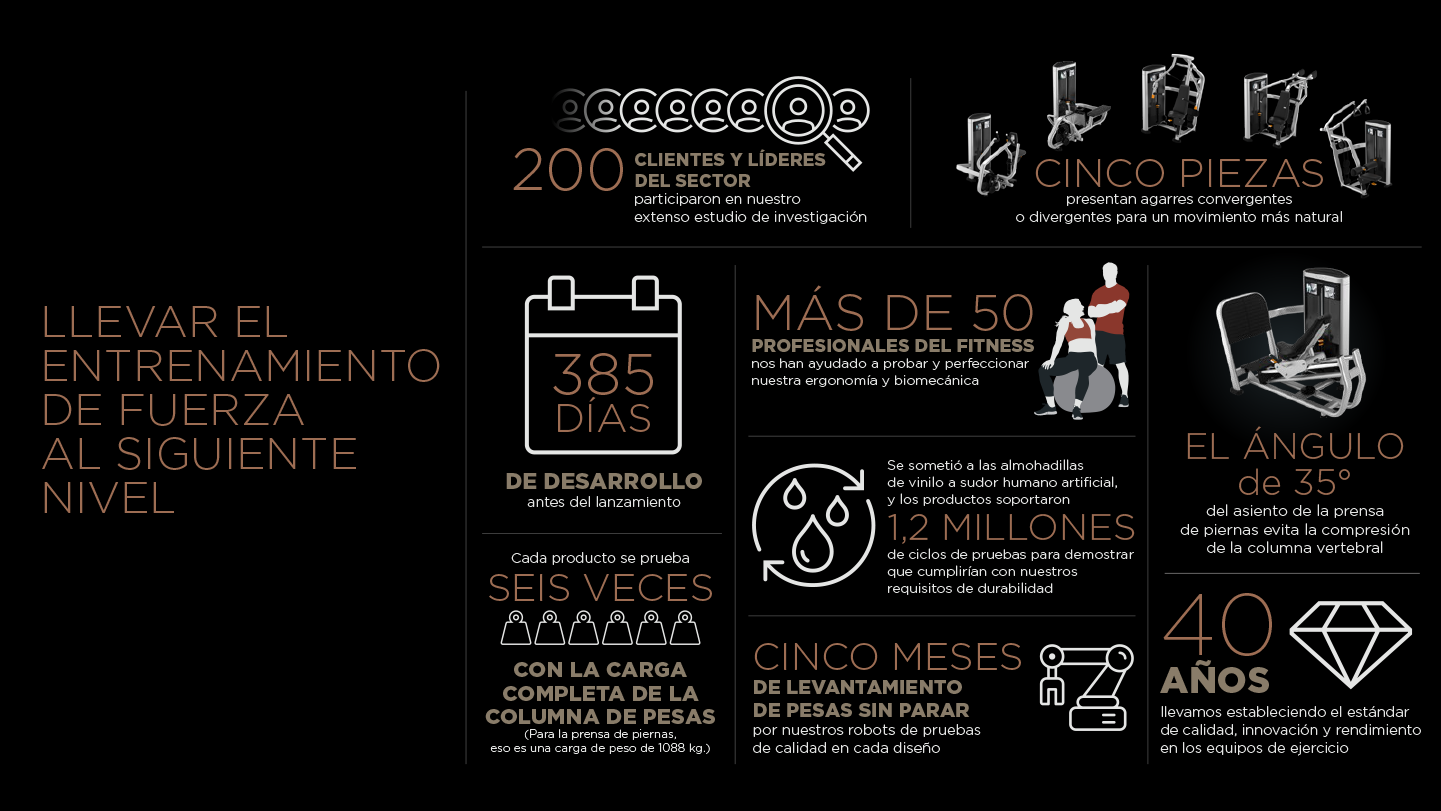 LLEVAR EL
ENTRENAMIENTO
DE FUERZA
AL SIGUIENTE
NIVEL
200
CLIENTES Y LÍDERES
DEL SECTOR
participaron en nuestro
extenso estudio de investigación
CINCO PIEZAS
presentan agarres convergentes
o divergentes para un movimiento más natural
385
DÍAS
DE DESARROLLO
antes del lanzamiento
Cada producto se prueba
SEIS VECES
CON LA CARGA
COMPLETA DE LA
COLUMNA DE PESAS
(Para la prensa de piernas,
eso es una carga de peso de 1088 kg.)
MÁS DE 50
PROFESIONALES DEL FITNESS
nos han ayudado a probar y perfeccionar
nuestra ergonomía y biomecánica
Se sometió a las almohadillas
de vinilo a sudor humano artificial,
y los productos soportaron
1,2 MILLONES
de ciclos de pruebas para demostrar
que cumplirían con nuestros
requisitos de durabilidad
CINCO MESES
DE LEVANTAMIENTO
DE PESAS SIN PARAR
por nuestros robots de pruebas
de calidad en cada diseño
EL ÁNGULO
de 35°
del asiento de la prensa
de piernas evita la compresión
de la columna vertebral
40
AÑOS
llevamos estableciendo el estándar
de calidad, innovación y rendimiento
en los equipos de ejercicio